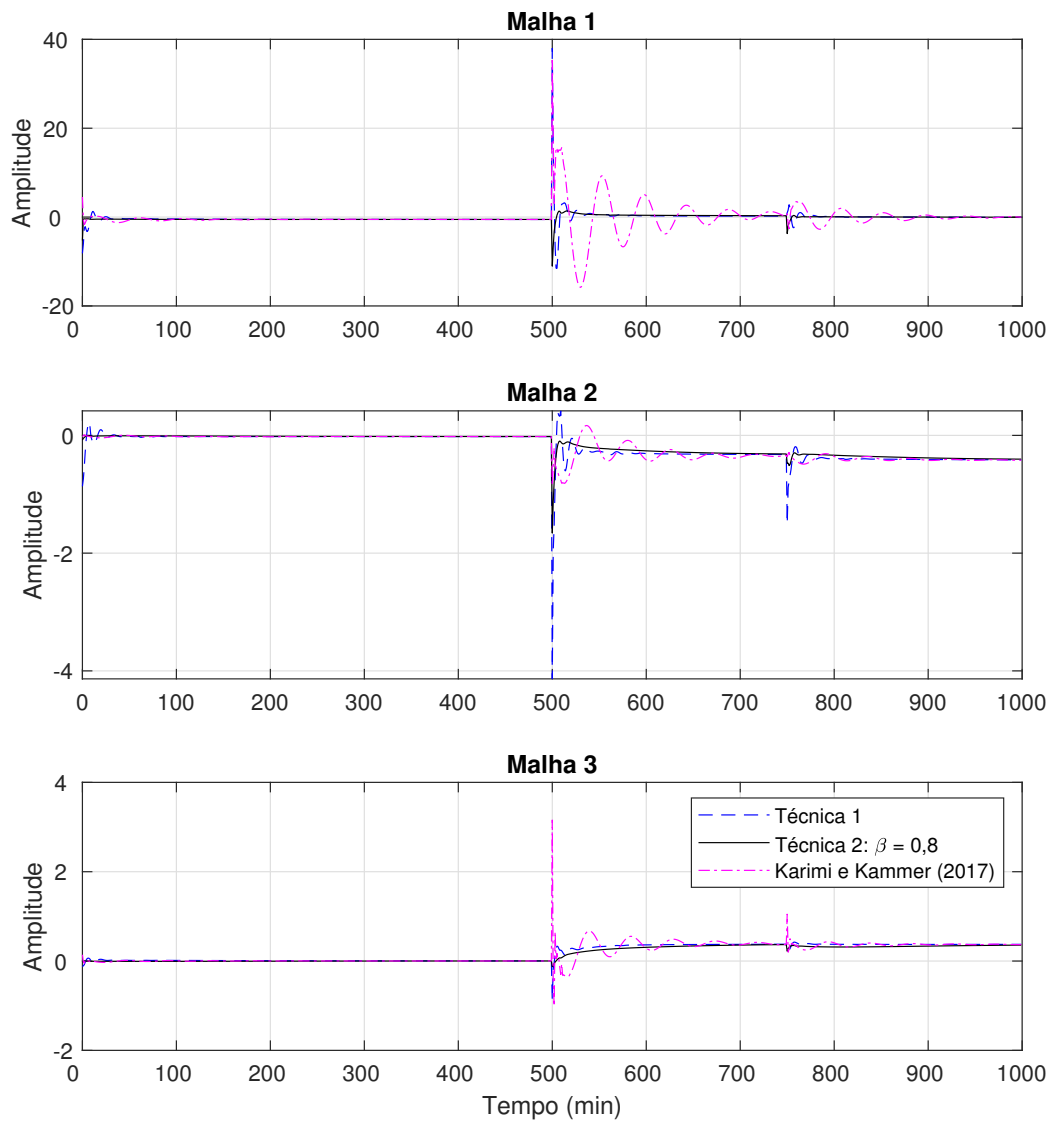 Malha 1
Amplitude
40
20
0
-20
0 100 200 300 400 500 600 700 800 900 1000
Malha 2
Amplitude
0
-2
-4
0 100 200 300 400 500 600 700 800 900 1000
Malha 3
Amplitude
4
2
0
-2
Técnica 1
Técnica 2: β = 0,8
Karimi e Kammer (2017)
0 100 200 300 400 500 600 700 800 900 1000
Tempo (min)